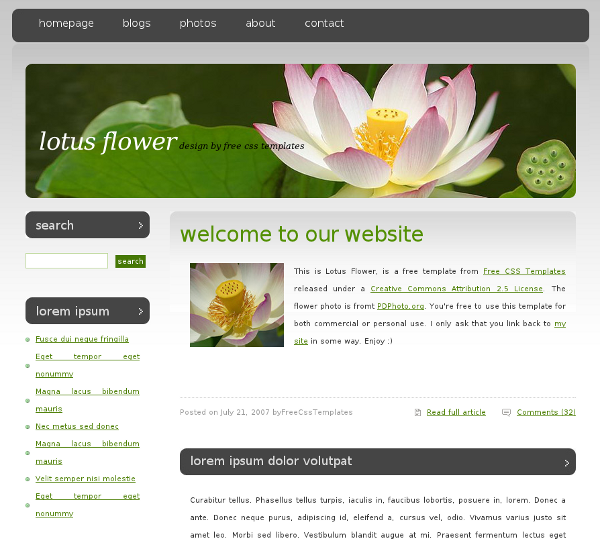 homepage blogs photos about contact
lotus flower design by free css templates
search
search
lorem ipsum
Fusce dui neque fringilla
Eget tempor eget
nonummy
Magna lacus bibendum
mauris
Nec metus sed donec
Magna lacus bibendum
mauris
Velit semper nisi molestie
Eget tempor eget
nonummy
welcome to our website
This is Lotus Flower, is a free template from Free CSS Templates
released under a Creative Commons Attribution 2.5 License. The
flower photo is fromt PDPhoto.org. You're free to use this template for
both commercial or personal use. I only ask that you link back to my
site in some way. Enjoy :)
Posted on July 21, 2007 byFreeCssTemplates Read full article Comments (32)
lorem ipsum dolor volutpat
Curabitur tellus. Phasellus tellus turpis, iaculis in, faucibus lobortis, posuere in, lorem. Donec a
ante. Donec neque purus, adipiscing id, eleifend a, cursus vel, odio. Vivamus varius justo sit
amet leo. Morbi sed libero. Vestibulum blandit augue at mi. Praesent fermentum lectus eget